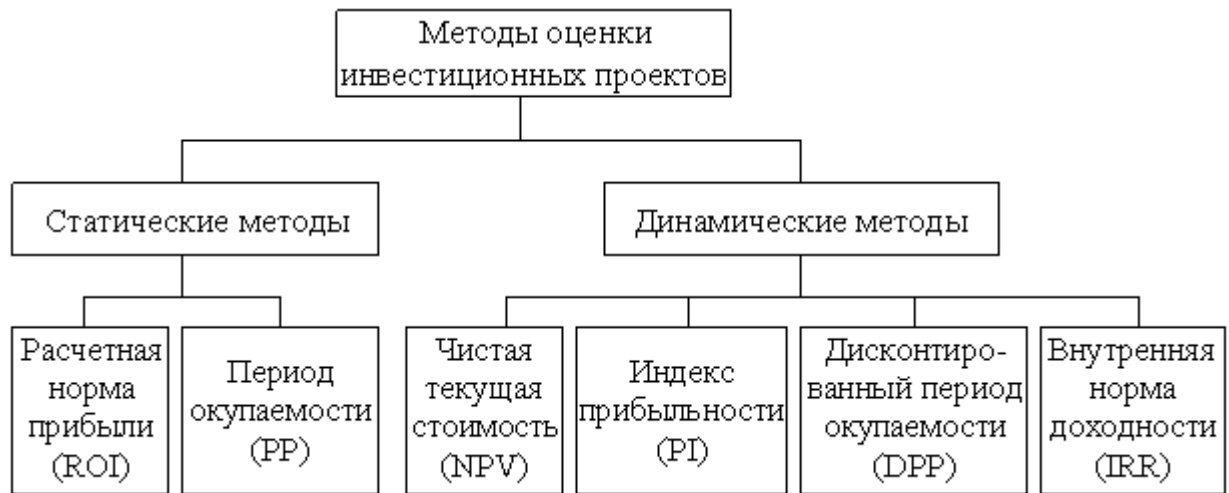 Методы оценки
инвестиционных проектов
Статические методы
Динамические методы
Расчетная
норма
прибыли
(ROI)
Период
окупаемости
(PP)
Чистая
текущая
стоимость
(NPV)
Индекс
прибыльности
(PI)
Дисконтиро-
ванный период
окупаемости
(DPP)
Внутренняя
норма
доходности
(IRR)